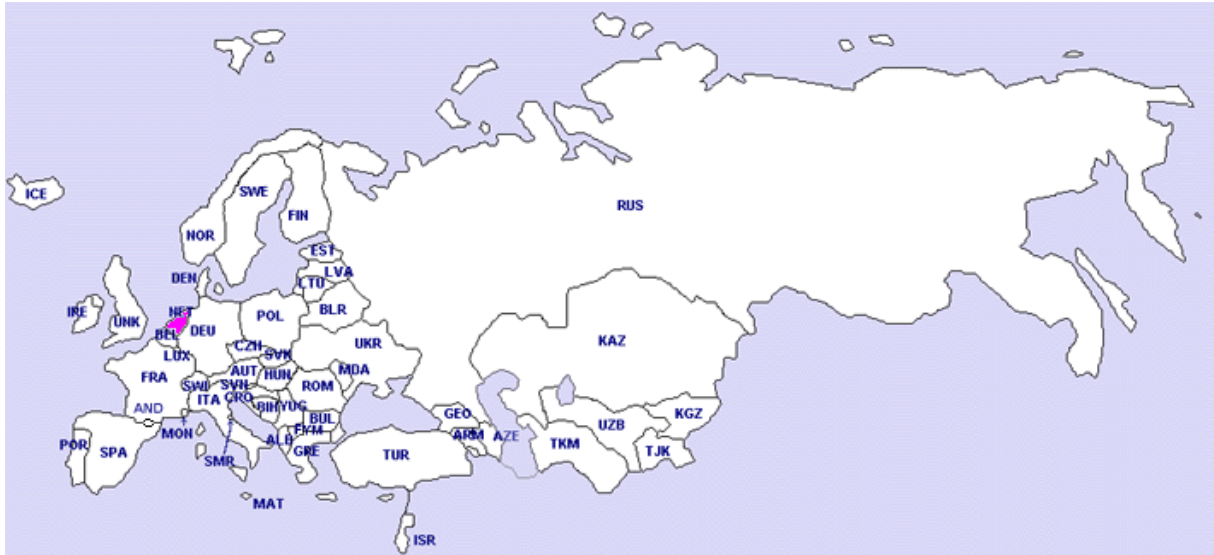 ICE
SWE
RUS
FIN
NOR
EST
LVA
DEN
LTU
IRE
UNK
NET
BLR
POL
BEL
DEU
UKR
KAZ
CZH
LUX
SVK
AUT
MDA
FRA
HUN
SWI
SVN
ROM
ITA
CRO
AND
BIH
YUG
GEO
KGZ
BUL
UZB
MON
FYM
ARM
AZE
ALB
POR
SPA
GRE
TKM
TJK
TUR
SMR
MAT
ISR